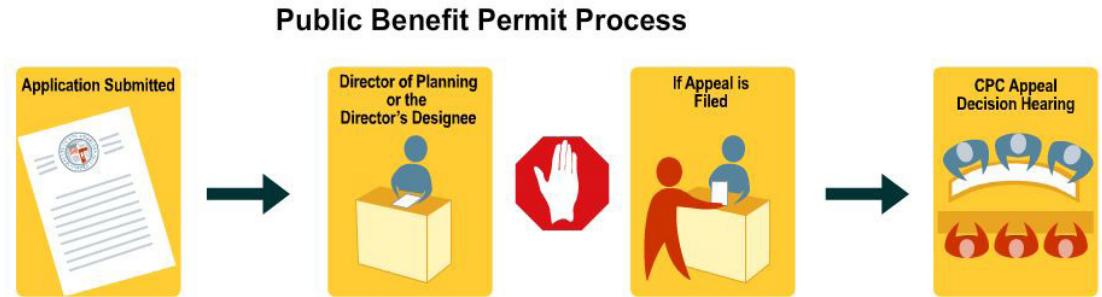 Public Benefit Permit Process
Application Submitted
Director of Planning
or the
Director's Designee
If Appeal is
Filed
CPC Appeal
Decision Hearing